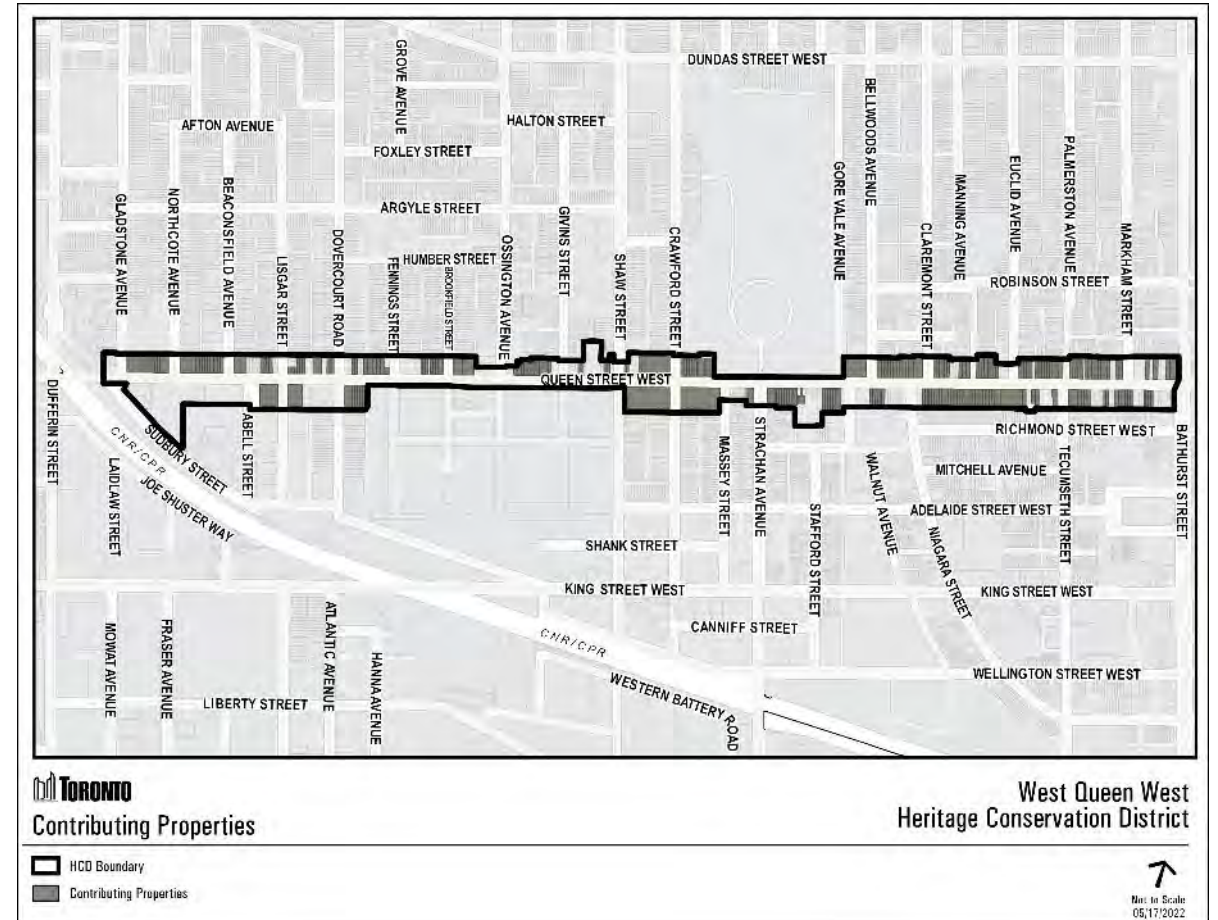 DUNDAS STREET WEST
GROVE AVENUE
AFTON AVENUE
HALTON STREET
FOXLEY STREET
BELLWOODS AVENUE
PALMERSTON AVENUE
EUCLID AVENUE
GORE VALE AVENUE
MANNING AVENUE
GLADSTONE AVENUE
NORTHCOTE AVENUE
BEACONSFIELD AVENUE
ARGYLE STREET
GIVINS STREET
CRAWFORD STREET
CLAREMONT STREET
MARKHAM STREET
LISGAR STREET
DOVERCOURT ROAD
FENNINGS STREET
HUMBER STREET
BROOKFIELD STREET
OSSINGTON AVENUE
SHAW STREET
ROBINSON STREET
QUEEN STREET WEST
DUFFERIN STREET
CNR/CPR
SUDBURY STREET
ABELL STREET
JOE SHUSTER WAY
LAIDLAW STREET
MASSEY STREET
STRACHAN AVENUE
STAFFORD STREET
WALNUT AVENUE
NIAGARA STREET
RICHMOND STREET WEST
MITCHELL AVENUE
TECUMSETH STREET
BATHURST STREET
ADELAIDE STREET WEST
SHANK STREET
KING STREET WEST
KING STREET WEST
MOWAT AVENUE
FRASER AVENUE
ATLANTIC AVENUE
HANNA AVENUE
LIBERTY STREET
CNR/CPR
CANNIFF STREET
WESTERN BATTERY ROAD
WELLINGTON STREET WEST
TORONTO
Contributing Properties
West Queen West
Heritage Conservation District
HCD Boundary
Contributing Properties
Not to Scale
05/17/2022